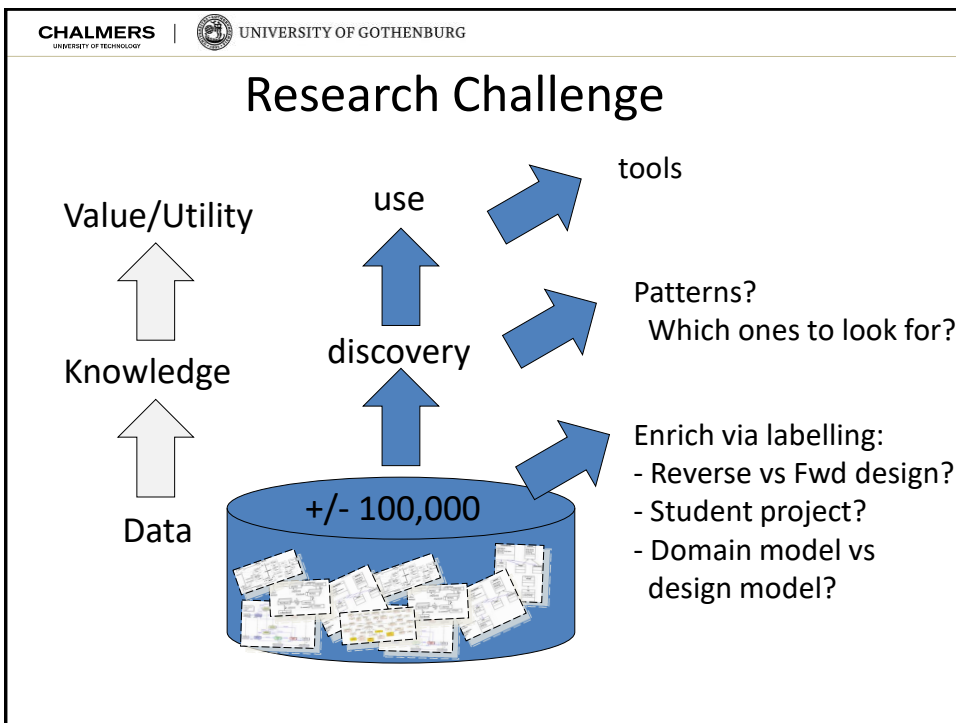 CHALMERS
UNIVERSITY OF TECHNOLOGY
UNIVERSITY OF GOTHENBURG
Research Challenge
tools
use
Value/Utility
Patterns?
Which ones to look for?
discovery
Knowledge
Enrich via labelling:
- Reverse vs Fwd design?
- Student project?
- Domain model vs
design model?
+/- 100,000
Data